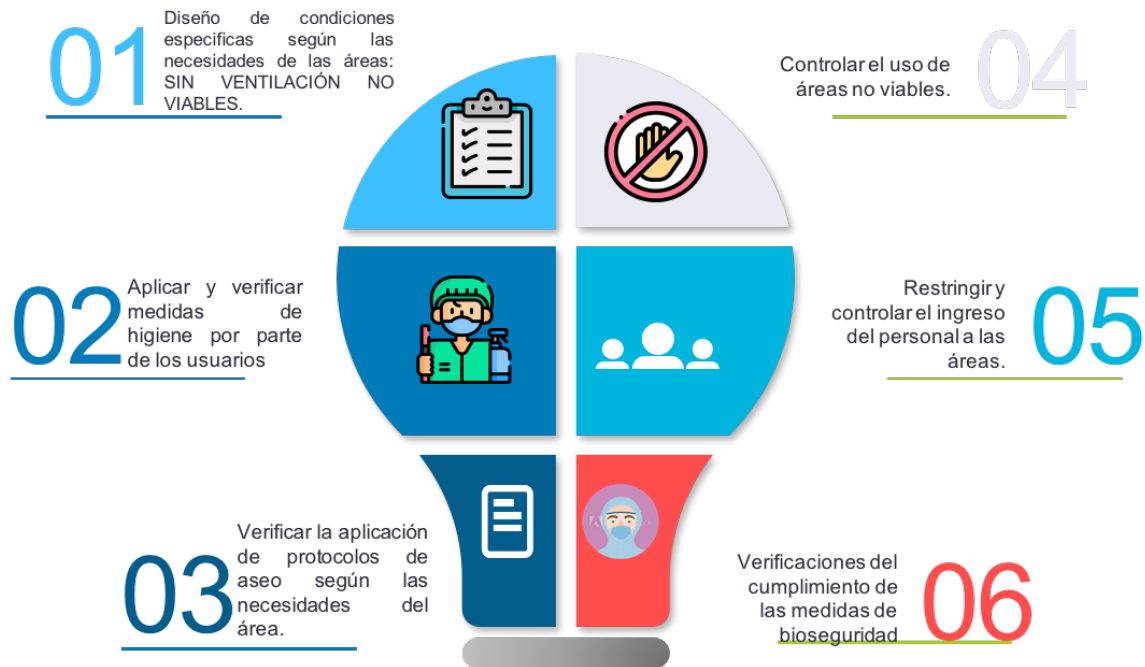 01
Diseño de condiciones
especificas según las
necesidades de las áreas:
SIN VENTILACIÓN NO
VIABLES.
02
Aplicar y verificar
medidas de
higiene por parte
de los usuarios
03
Verificar la aplicación
de protocolos de
aseo según las
necesidades del
área.
Controlar el uso de
áreas no viables.
04
Restringir y
controlar el ingreso
del personal a las
áreas.
05
Verificaciones del
cumplimiento de
las medidas de
bioseguridad
06